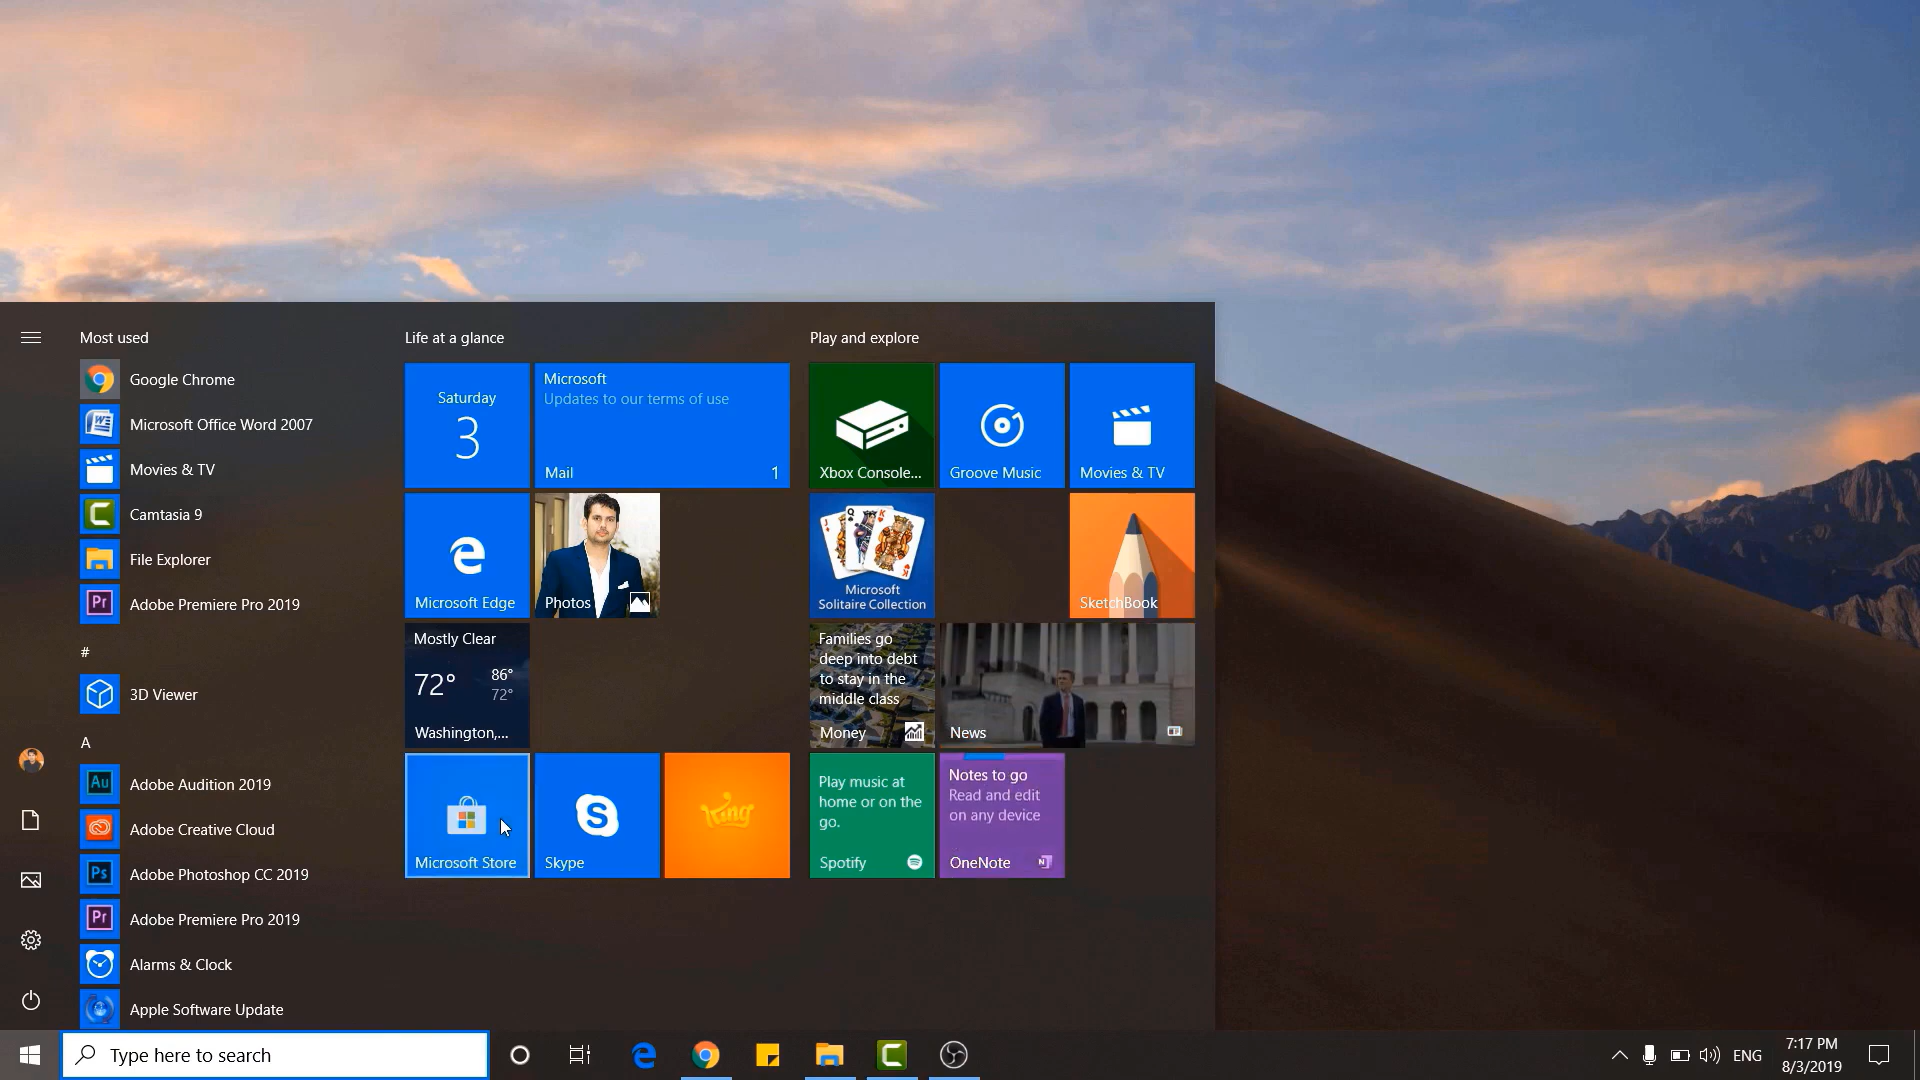 Most used
Google Chrome
Microsoft Office Word 2007
Movies & TV
Camtasia 9
File Explorer
Pr
Adobe Premiere Pro 2019
#
3D Viewer
A
Au
Adobe Audition 2019
Adobe Creative Cloud
Ps
Adobe Photoshop CC 2019
Pr
Adobe Premiere Pro 2019
Alarms & Clock
Apple Software Update
Life at a glance
Saturday
3
Microsoft
Updates to our terms of use
Mail
1
Microsoft Edge
Photos
Mostly Clear
72°
86°
72°
Washington,...
Microsoft Store
Skype
King
Play and explore
Xbox Console...
Groove Music
Movies & TV
Microsoft
Solitaire Collection
SketchBook
Families go
deep into debt
to stay in the
middle class
Money
News
Play music at
home or on the
go.
Spotify
Notes to go
Read and edit
on any device
OneNote
Type here to search
ENG
7:17 PM
8/3/2019